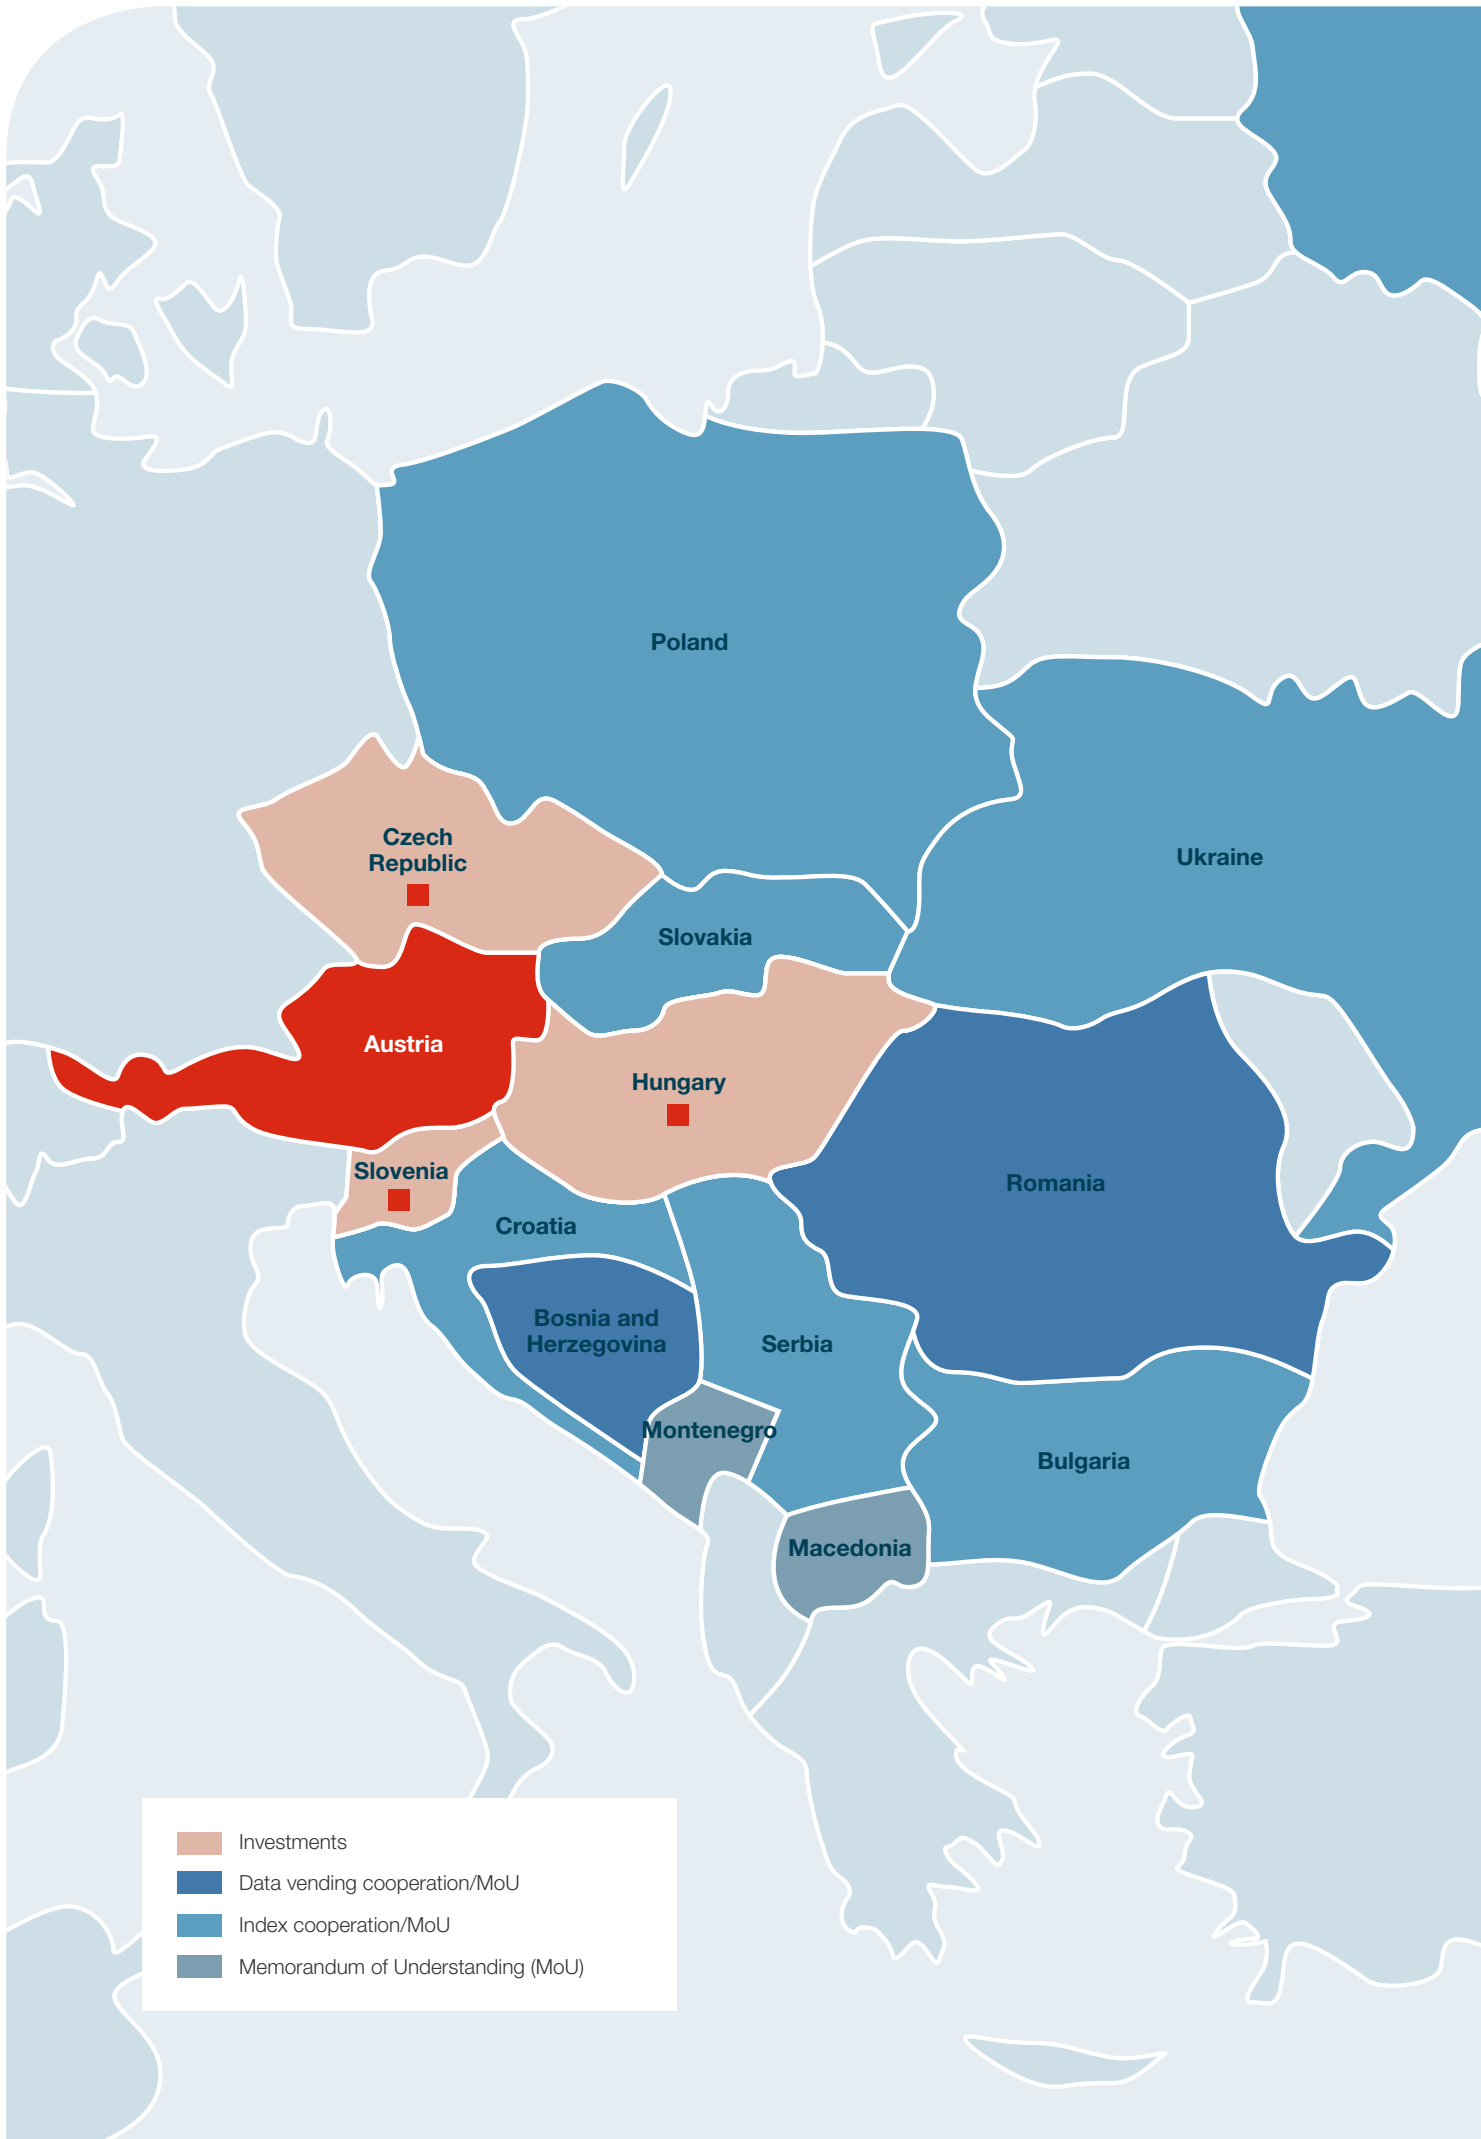 Poland
Czech
Republic
Ukraine
Slovakia
Austria
Hungary
Slovenia
Romania
Croatia
Bosnia and
Herzegovina
Serbia
Montenegro
Bulgaria
Macedonia
Investments
Data vending cooperation/MoU
Index cooperation/MoU
Memorandum of Understanding (MoU)